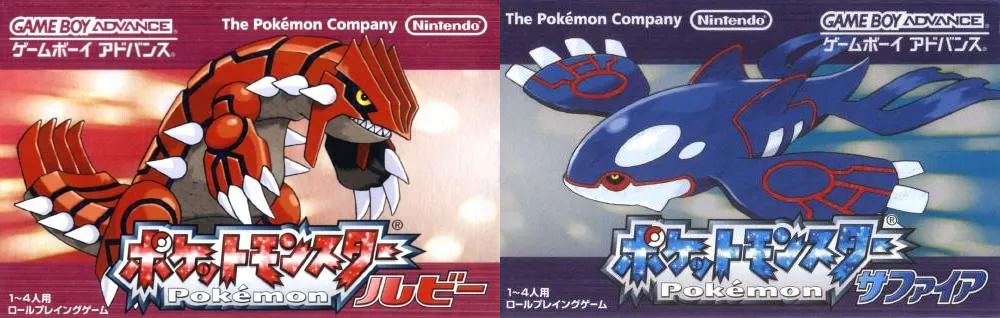 GAME BOY ADVANCE
ゲームボーイ アドバンス
The Pokémon Company
Nintendo
ポケットモンスター®
Pokémon
ルビー
1~4人用
ロールプレイングゲーム
The Pokémon Company
Nintendo
GAME BOY ADVANCE
ゲームボーイ アドバンス
ポケットモンスター®
Pokémon
サファイア
1~4人用
ロールプレイングゲーム